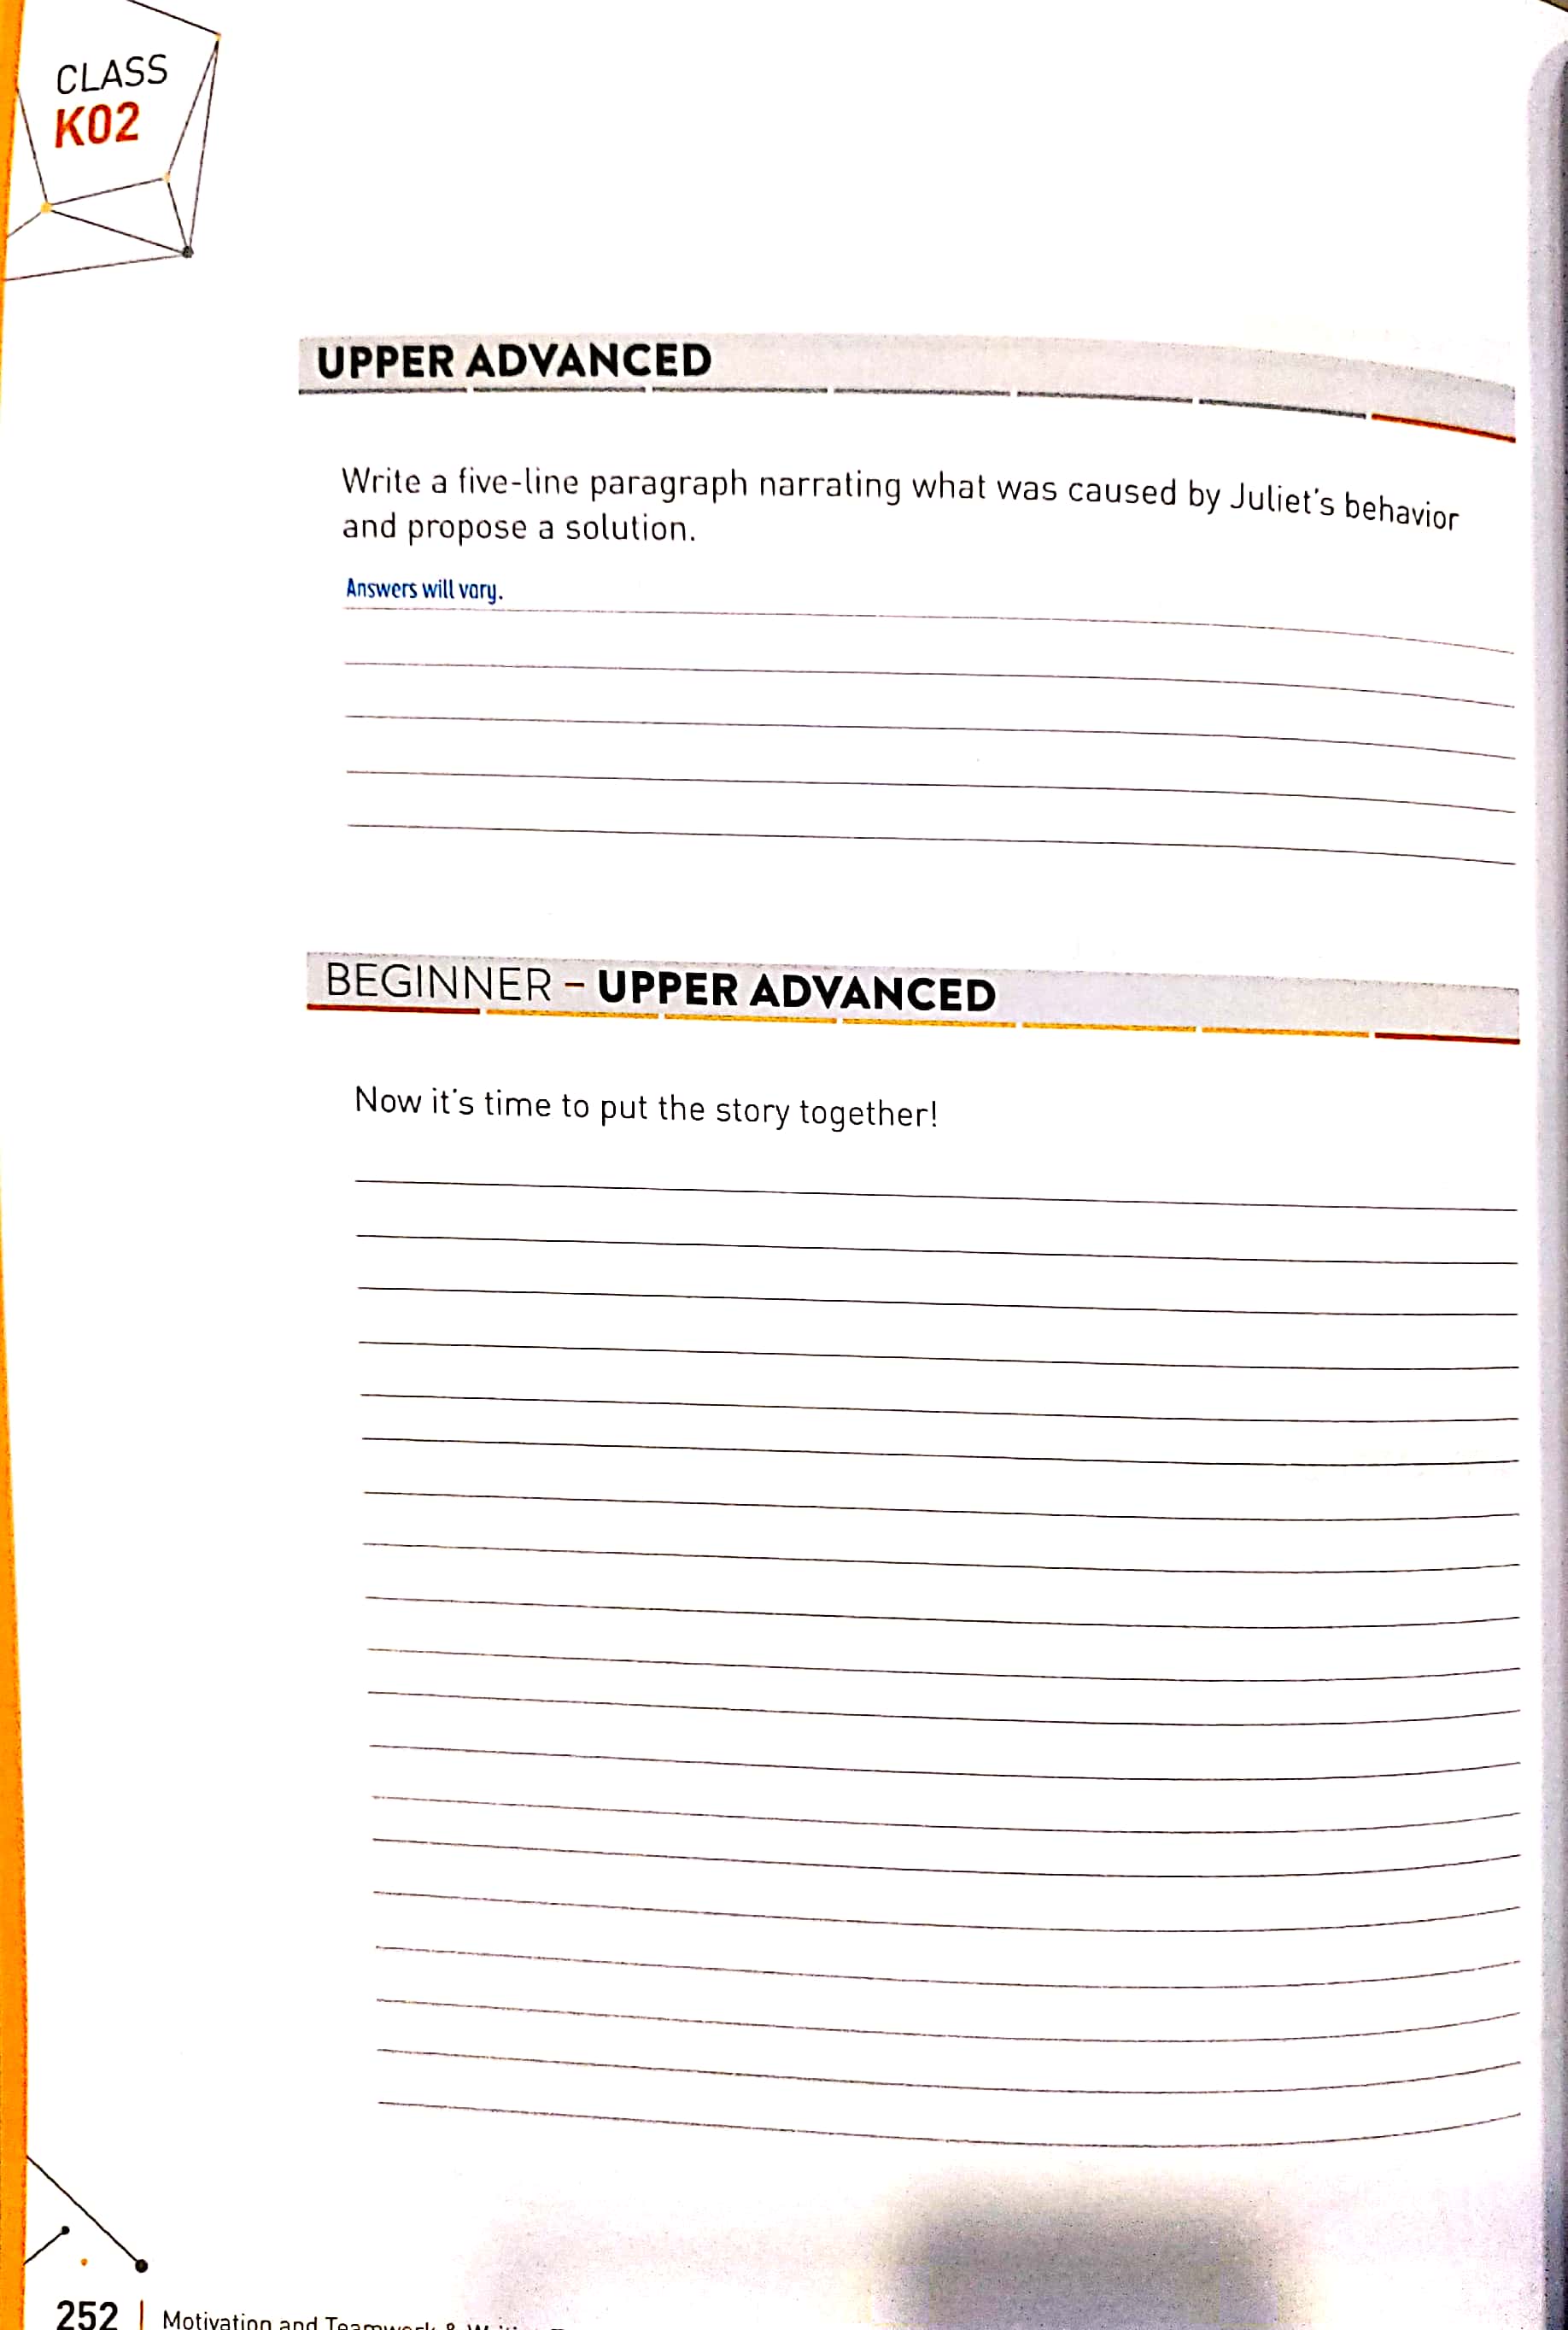 CLASS
K02
UPPER ADVANCED
Write a five-line paragraph narrating what was caused by Juliet's behavior
and propose a solution.
Answers will vary.
BEGINNER – UPPER ADVANCED
Now it's time to put the story together!
252 | Motivation and Teamwork &